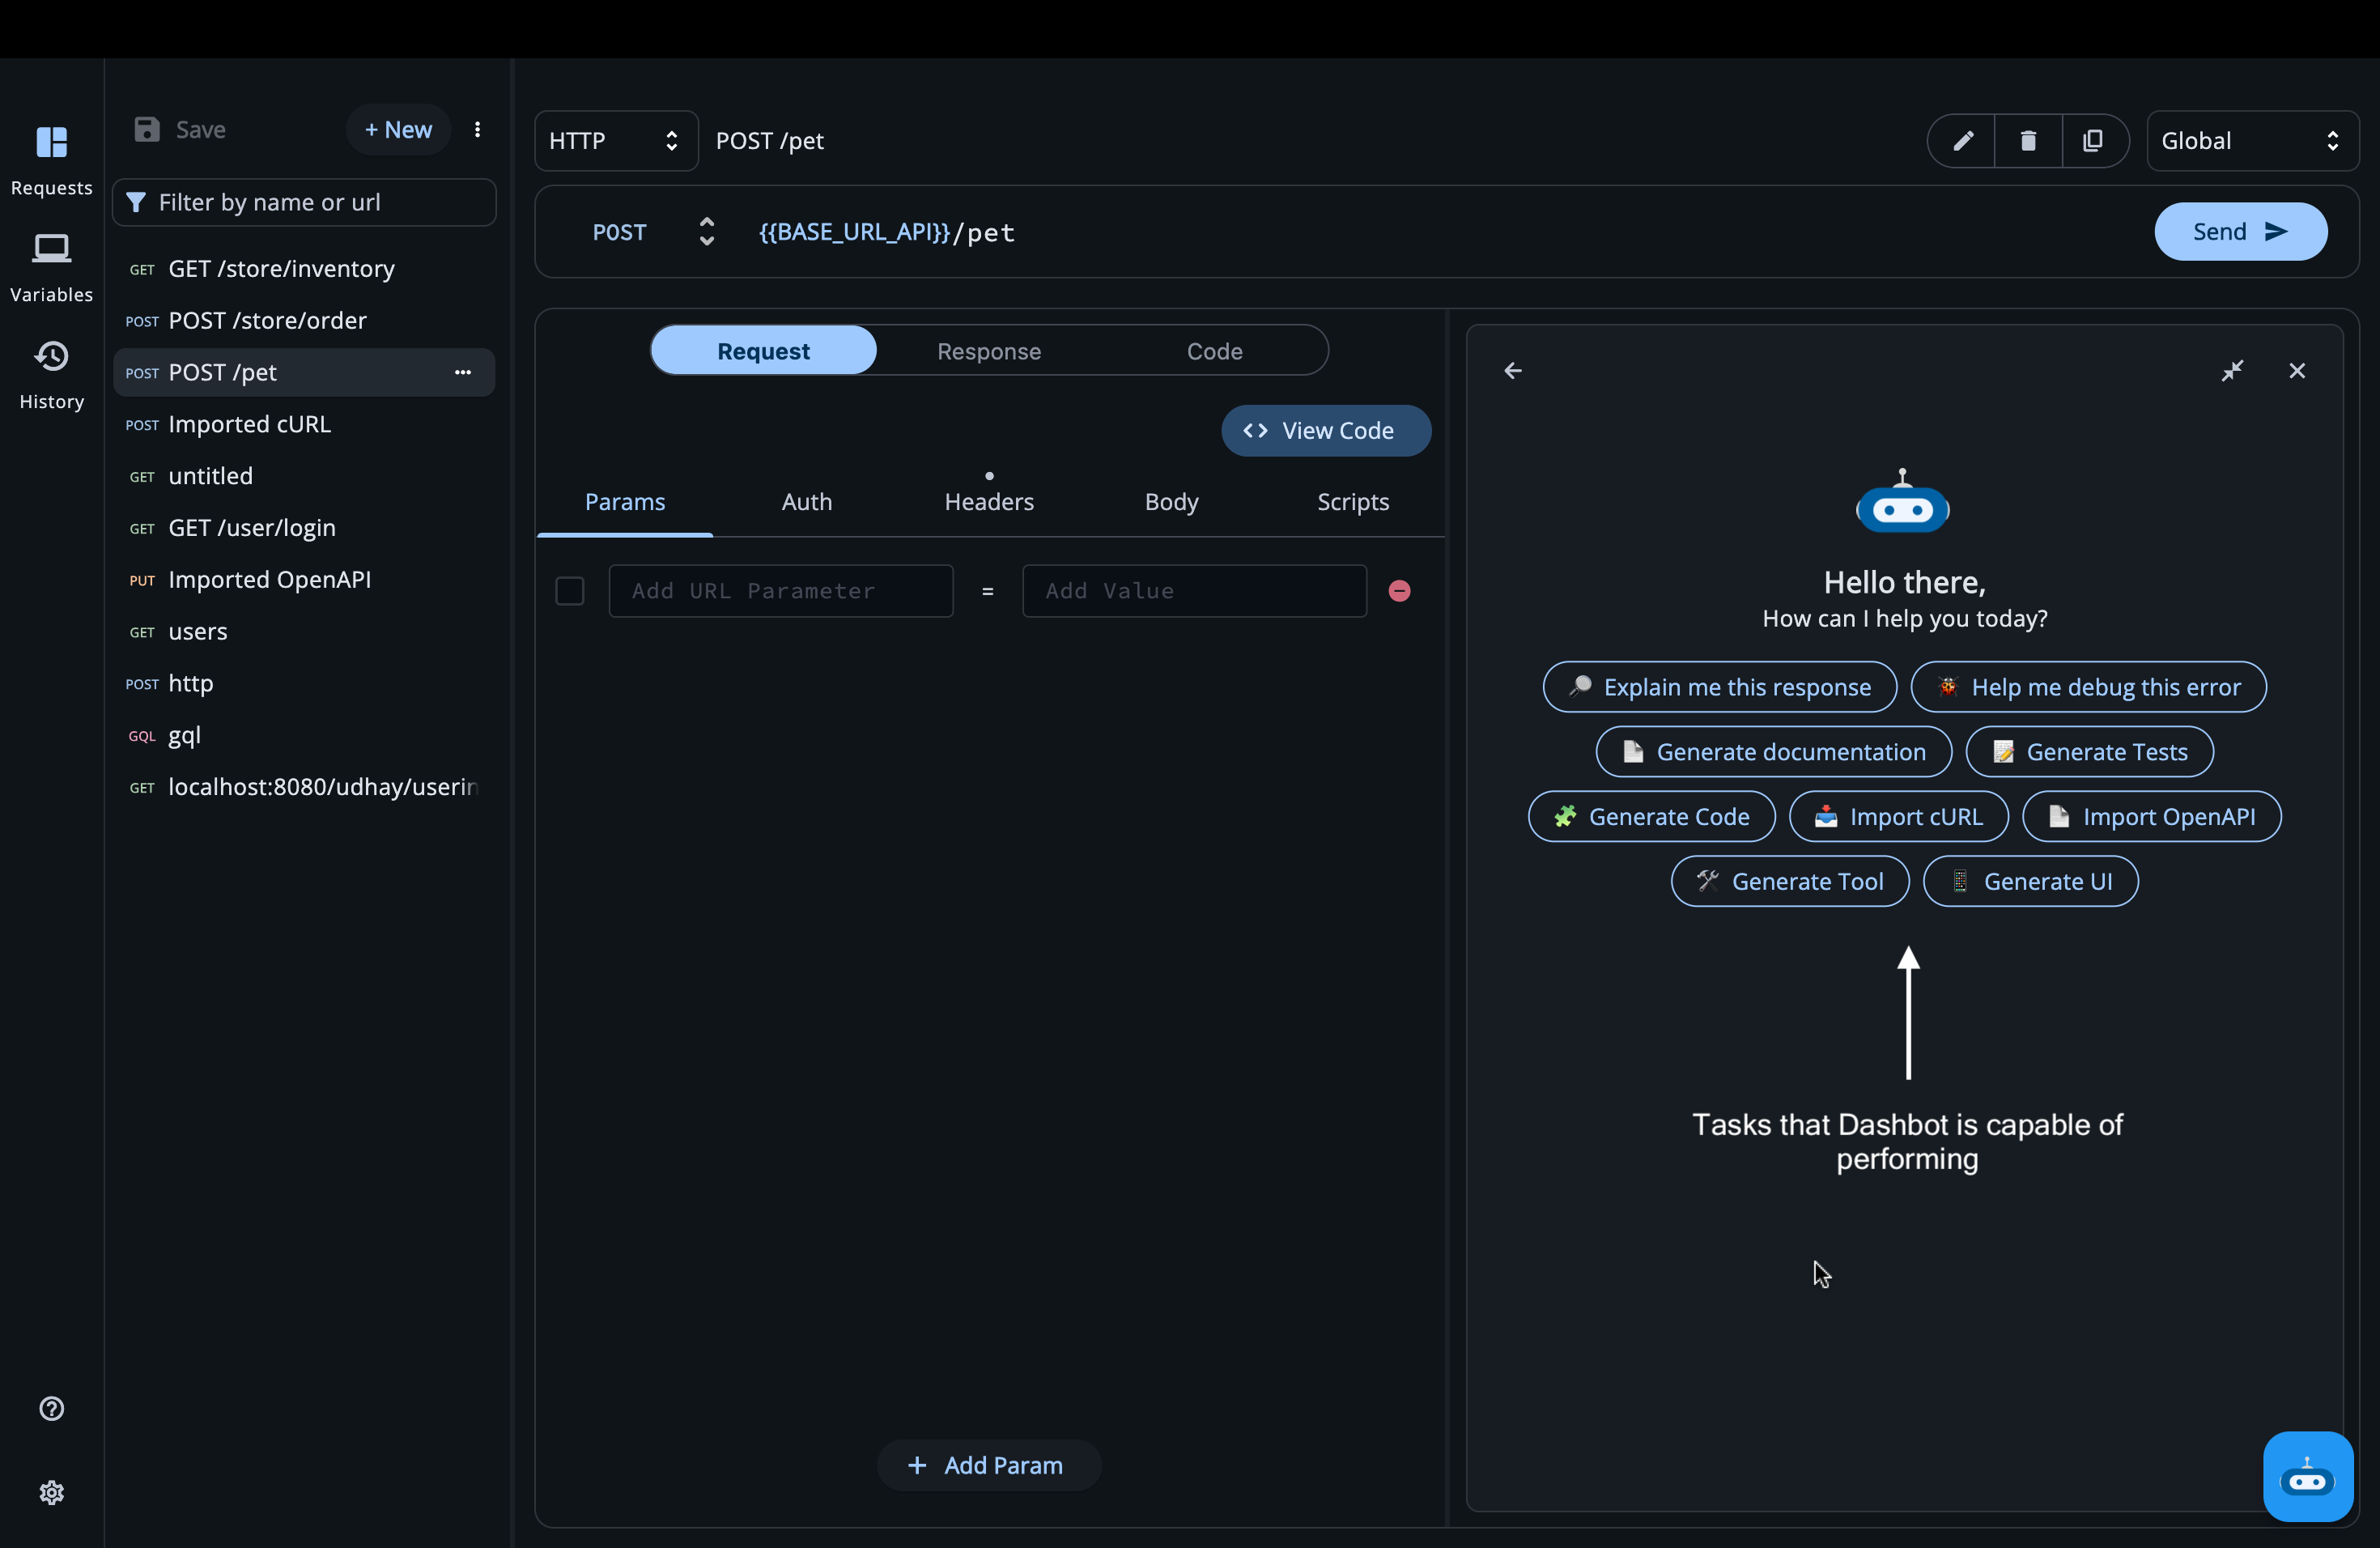 Requests
Variables
History
Save
+ New
Filter by name or url
GET GET /store/inventory
POST POST /store/order
POST POST /pet
POST Imported cURL
GET untitled
GET GET /user/login
PUT Imported OpenAPI
GET users
POST http
GQL gql
GET localhost:8080/udhay/userin
HTTP
POST /pet
Global
POST
{{BASE_URL_API}}/pet
Send
Request
Response
Code
<> View Code
Params
Auth
Headers
Body
Scripts
Add URL Parameter
=
Add Value
+ Add Param
Hello there,
How can I help you today?
Explain me this response
Help me debug this error
Generate documentation
Generate Tests
Generate Code
Import cURL
Import OpenAPI
Generate Tool
Generate UI
Tasks that Dashbot is capable of
performing